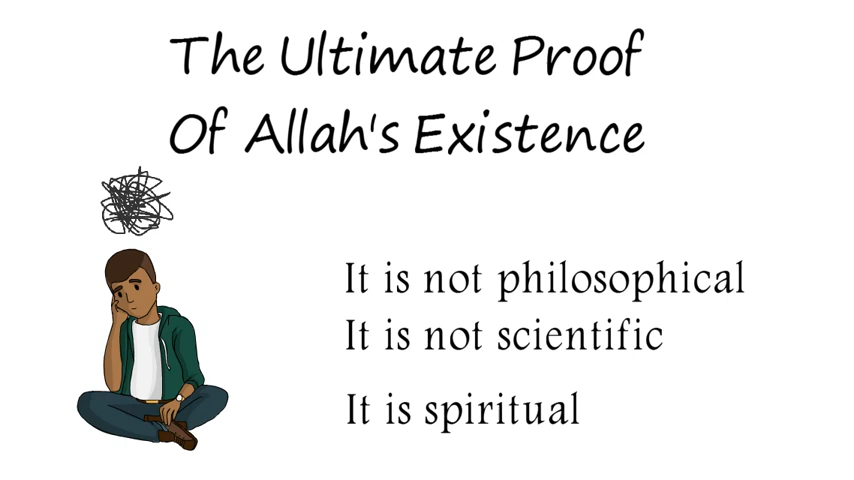 The Ultimate Proof
Of Allah's Existence
It is not philosophical
It is not scientific
It is spiritual